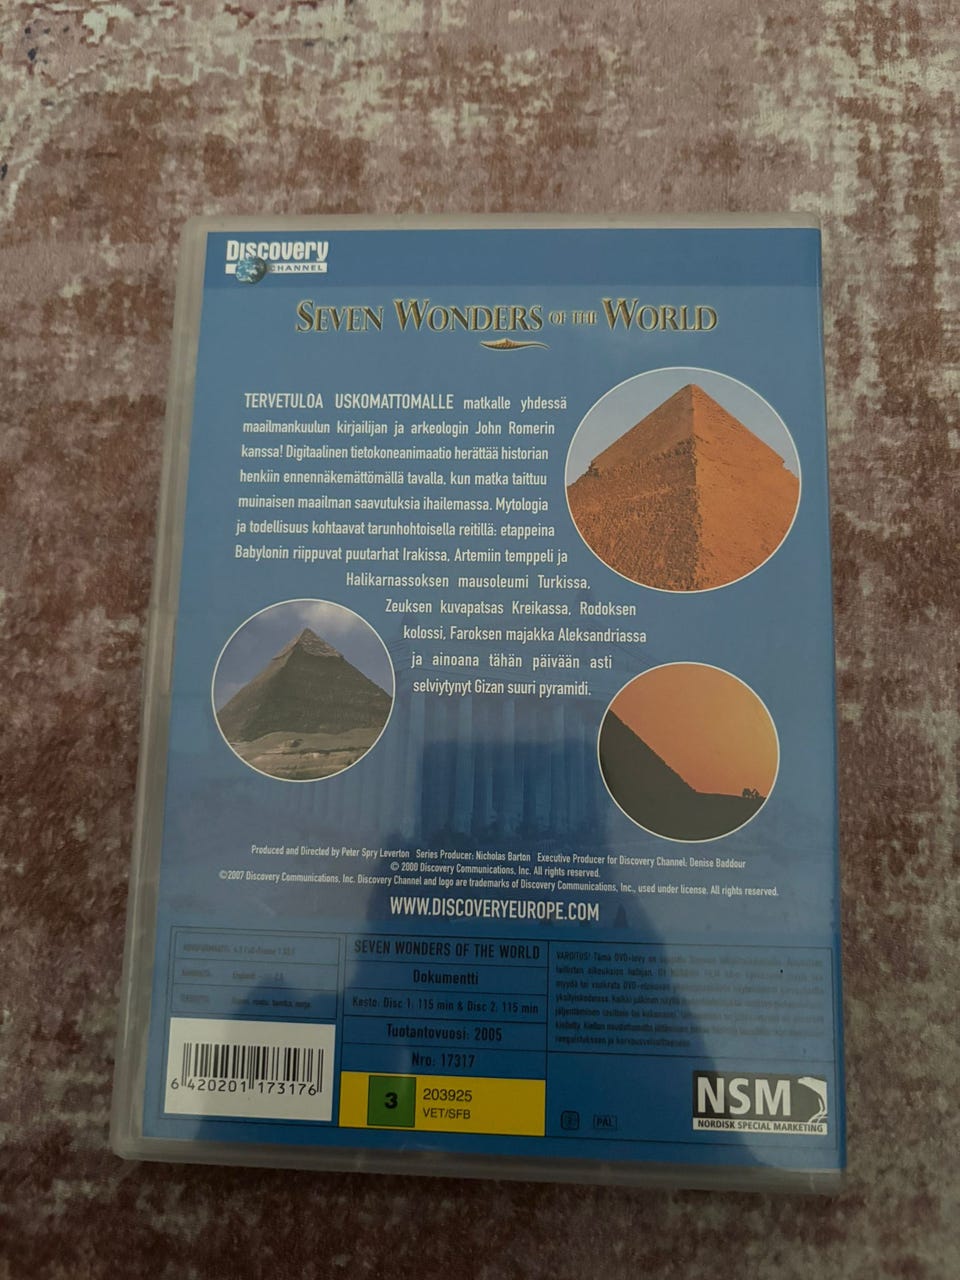 Discovery
CHANNEL
SEVEN WONDERS OF THE WORLD
TERVETULOA USKOMATTOMALLE matkalle yhdessä
maailmankuulun kirjailijan ja arkeologin John Romerin
kanssa! Digitaalinen tietokoneanimaatio herättää historian
henkiin ennennäkemättömällä tavalla, kun matka taittuu
muinaisen maailman saavutuksia ihailemassa. Mytologia
ja todellisuus kohtaavat tarunhohtoisella reitillä: etappeina
Babylonin riippuvat puutarhat Irakissa, Artemiin temppeli ja
Halikarnassoksen mausoleumi Turkissa,
Zeuksen kuvapatsas Kreikassa, Rodoksen
kolossi, Faroksen majakka Aleksandriassa
ja ainoana tähän päivään asti
selviytynyt Gizan suuri pyramidi.
Produced and Directed by Peter Spry Leverton Series Producer: Nicholas Barton Executive Producer for Discovery Channel: Denise Baddour
© 2000 Discovery Communications, Inc. All rights reserved.
©2007 Discovery Communications, Inc. Discovery Channel and logo are trademarks of Discovery Communications, Inc., used under license. All rights reserved.
WWW.DISCOVERYEUROPE.COM
SEVEN WONDERS OF THE WORLD
Dokumentti
Kesto: Disc 1: 115 min & Disc 2: 115 min
Tuotantovuosi: 2005
Nro: 17317
6 420201 173176
3
203925
VET/SFB
VAROITUS! Tämä DVD-levy on
PAL
NSM
NORDISK SPECIAL MARKETING